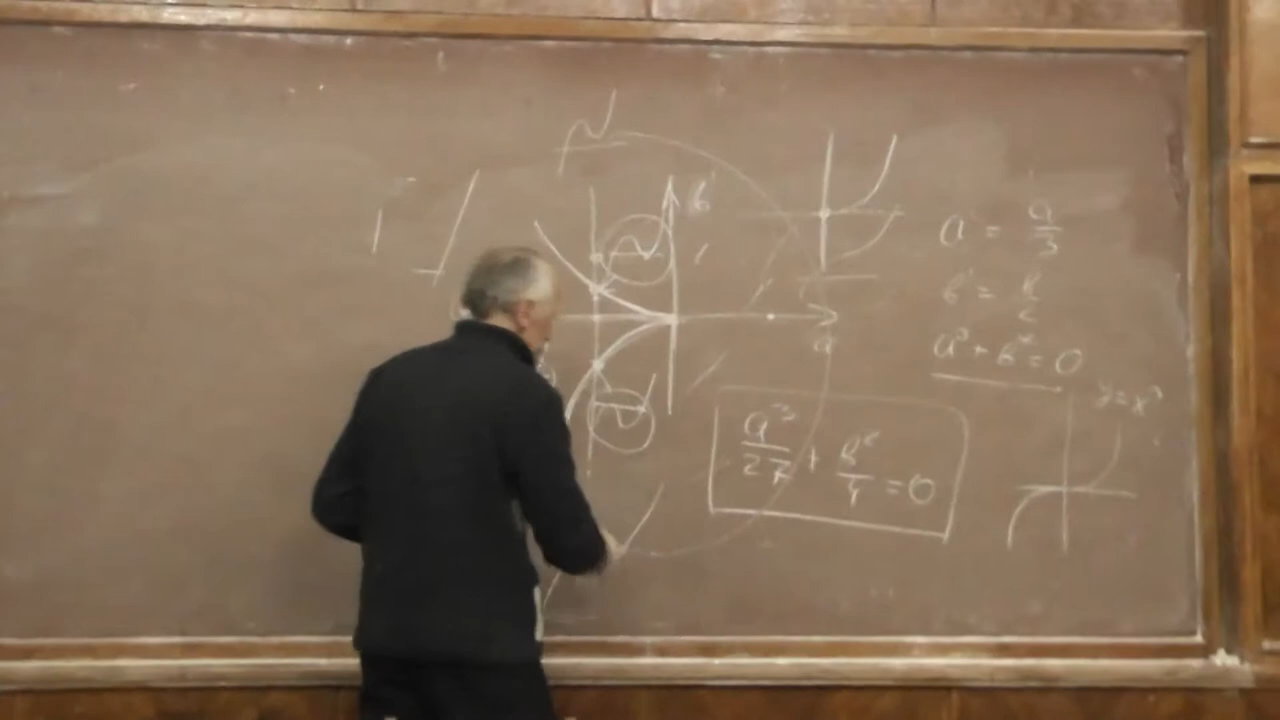 b
a
a' = a/3
b' = b/2
a³ + b² = 0
y = x³
a³/27 + b²/4 = 0